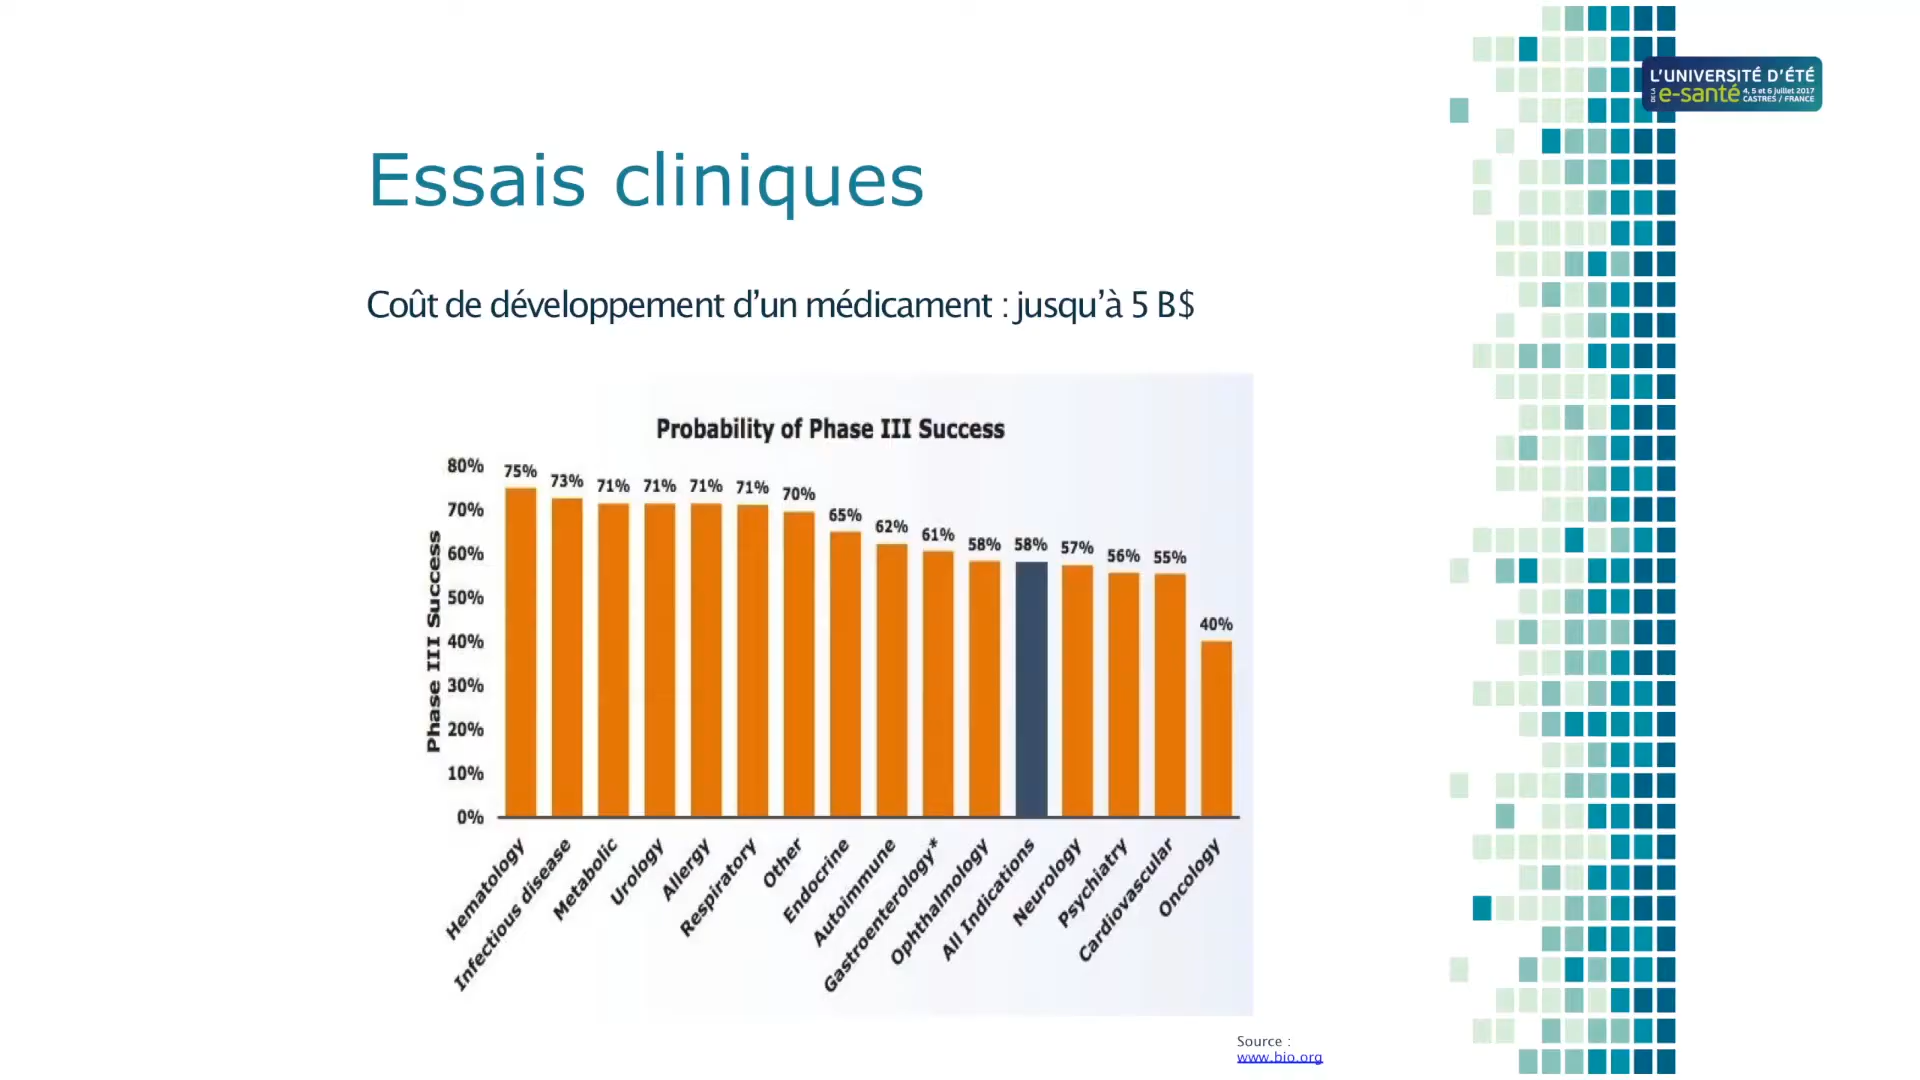 L'UNIVERSITÉ D'ÉTÉ
DE LA e-santé 4, 5 et 6 juillet 2017
CASTRES / FRANCE
Essais cliniques
Coût de développement d'un médicament : jusqu'à 5 B$
Probability of Phase III Success
Phase III Success
80%
70%
60%
50%
40%
30%
20%
10%
0%
75% 73% 71% 71% 71% 71% 70% 65% 62% 61% 58% 58% 57% 56% 55% 40%
Hematology
Infectious disease
Metabolic
Urology
Allergy
Respiratory
Other
Endocrine
Autoimmune
Gastroenterology*
Ophthalmology
All Indications
Neurology
Psychiatry
Cardiovascular
Oncology
Source :
www.bio.org